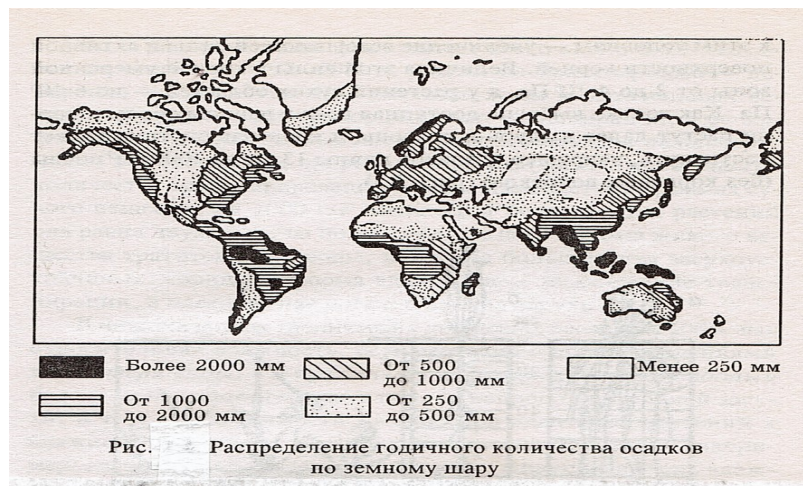 Более 2000 мм
От 500
до 1000 мм
Менее 250 мм
От 1000
до 2000 мм
От 250
до 500 мм
Рис. Распределение годичного количества осадков
по земному шару